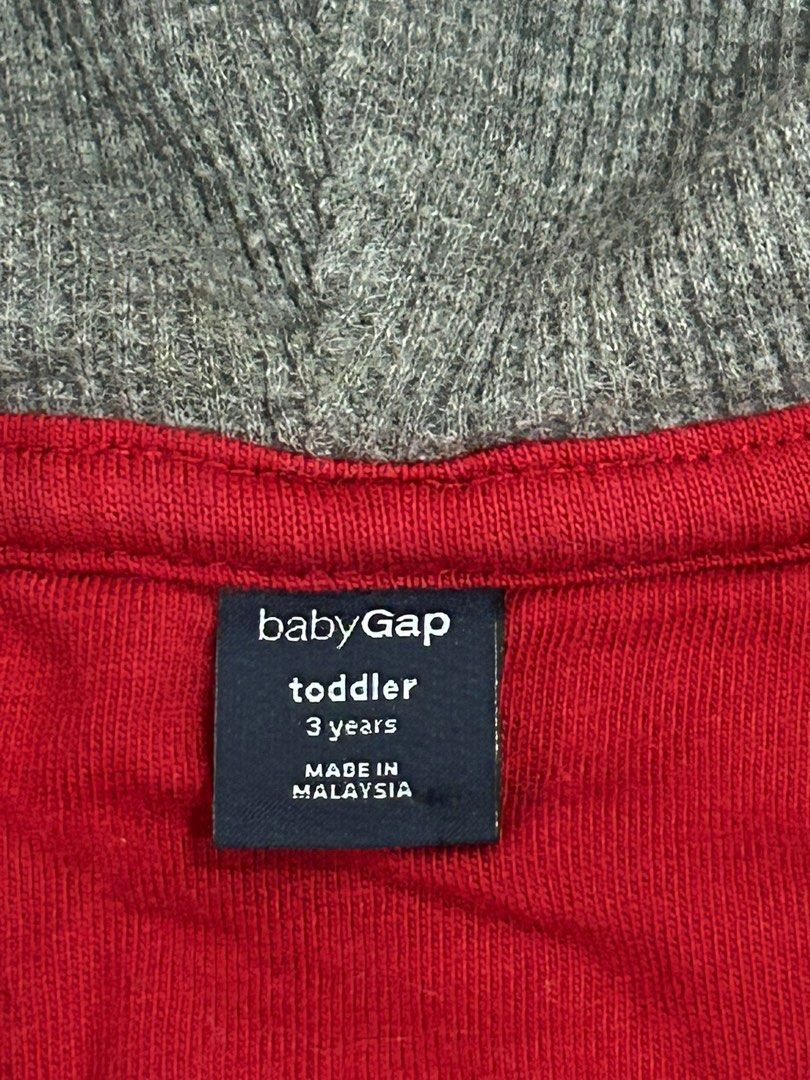 babyGap
toddler
3 years
MADE IN
MALAYSIA